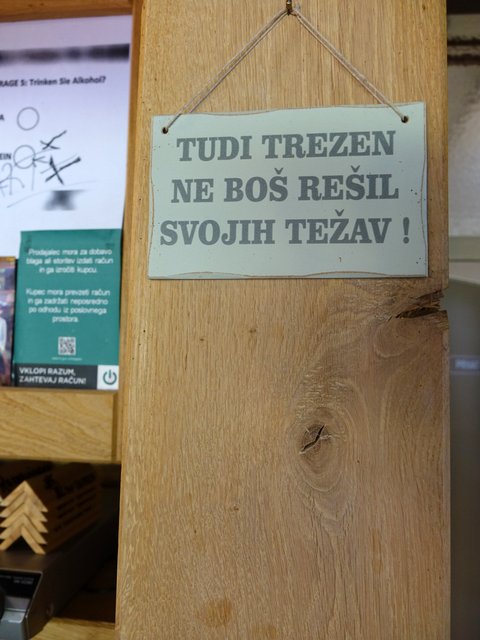 TUDI TREZEN
NE BOŠ REŠIL
SVOJIH TEŽAV !
RAGE 5: Trinken Sie Alkohol?
Prodajalec mora za dobavo
blaga ali storitev izdati račun
in ga izročiti kupcu.
Kupec mora prevzeti račun
in ga zadržati neposredno
po odhodu iz poslovnega
prostora.
VKLOPI RAZUM,
ZAHTEVAJ RAČUN!